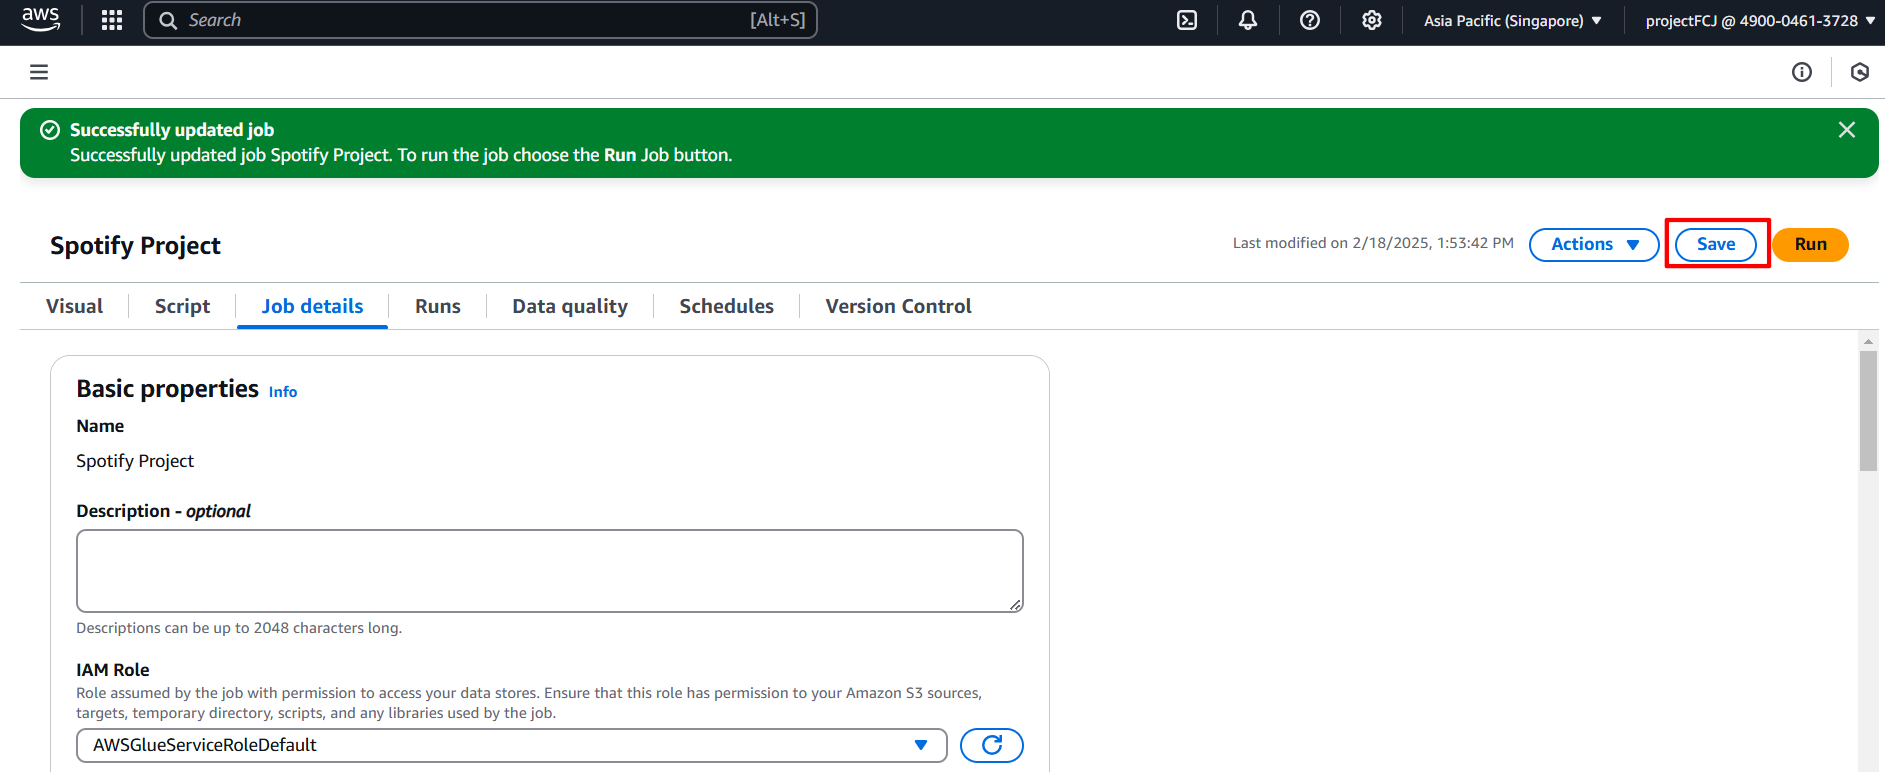 aws
Search [Alt+S]
Asia Pacific (Singapore)
projectFCJ @ 4900-0461-3728
Successfully updated job
Successfully updated job Spotify Project. To run the job choose the Run Job button.
Spotify Project
Last modified on 2/18/2025, 1:53:42 PM
Actions
Save
Run
Visual
Script
Job details
Runs
Data quality
Schedules
Version Control
Basic properties Info
Name
Spotify Project
Description - optional
Descriptions can be up to 2048 characters long.
IAM Role
Role assumed by the job with permission to access your data stores. Ensure that this role has permission to your Amazon S3 sources,
targets, temporary directory, scripts, and any libraries used by the job.
AWSGlueServiceRoleDefault